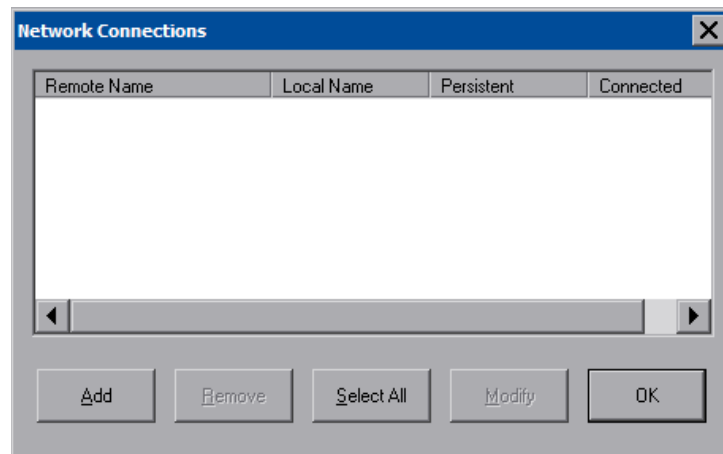 Network Connections
Remote Name Local Name Persistent Connected
Add Remove Select All Modify OK